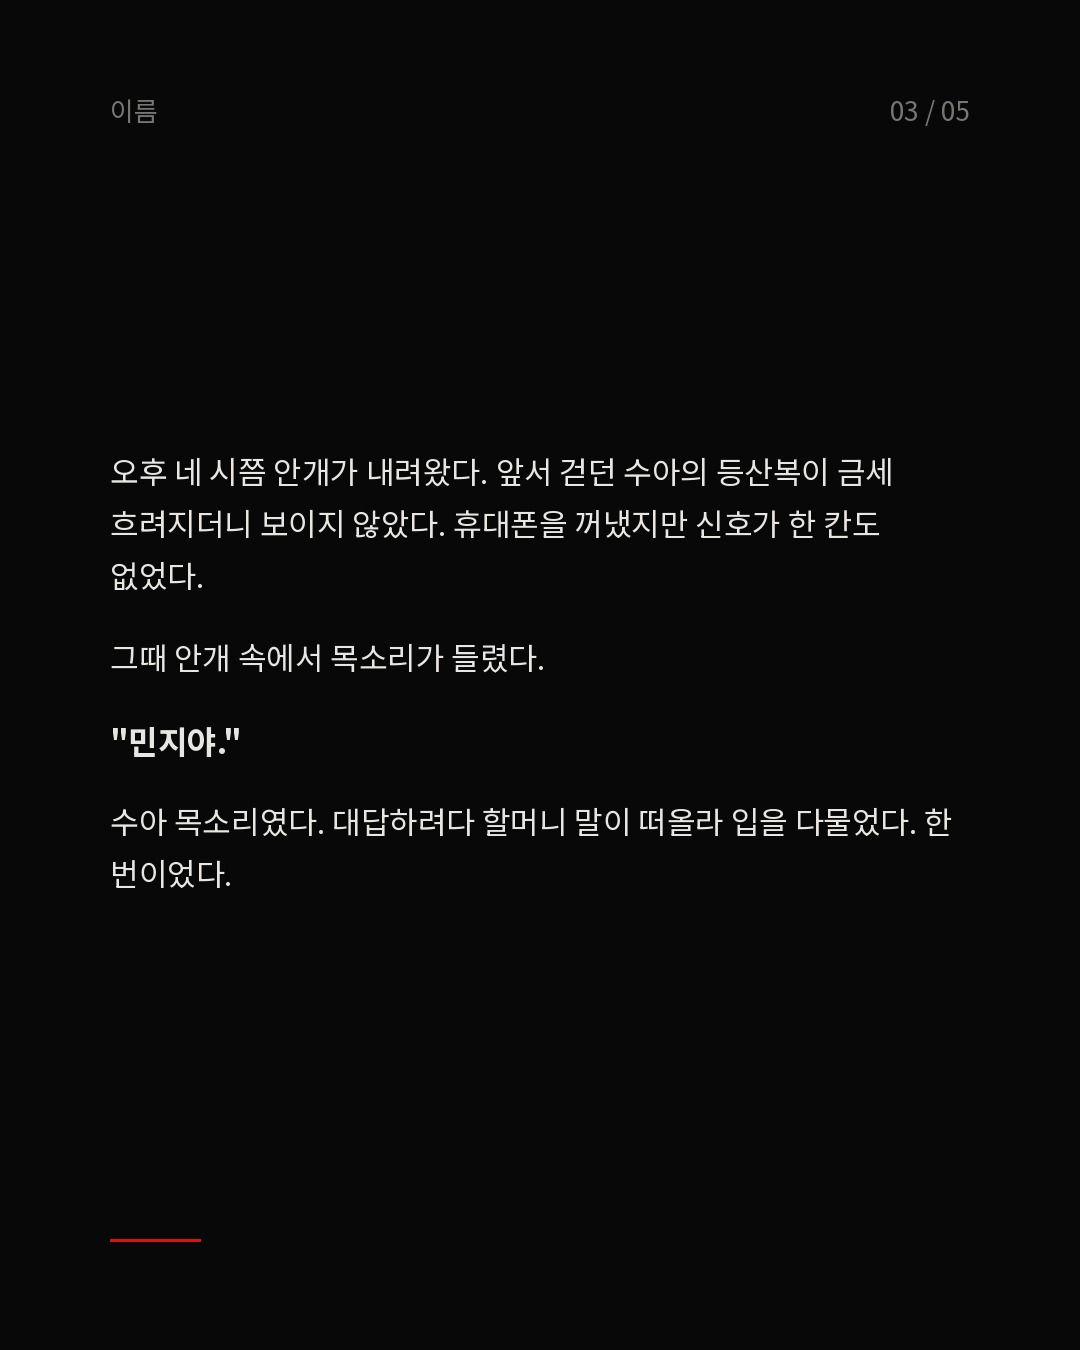 이름
03 / 05
오후 네 시쯤 안개가 내려왔다. 앞서 걷던 수아의 등산복이 금세
흐려지더니 보이지 않았다. 휴대폰을 꺼냈지만 신호가 한 칸도
없었다.
그때 안개 속에서 목소리가 들렸다.
"민지야."
수아 목소리였다. 대답하려다 할머니 말이 떠올라 입을 다물었다. 한
번이었다.